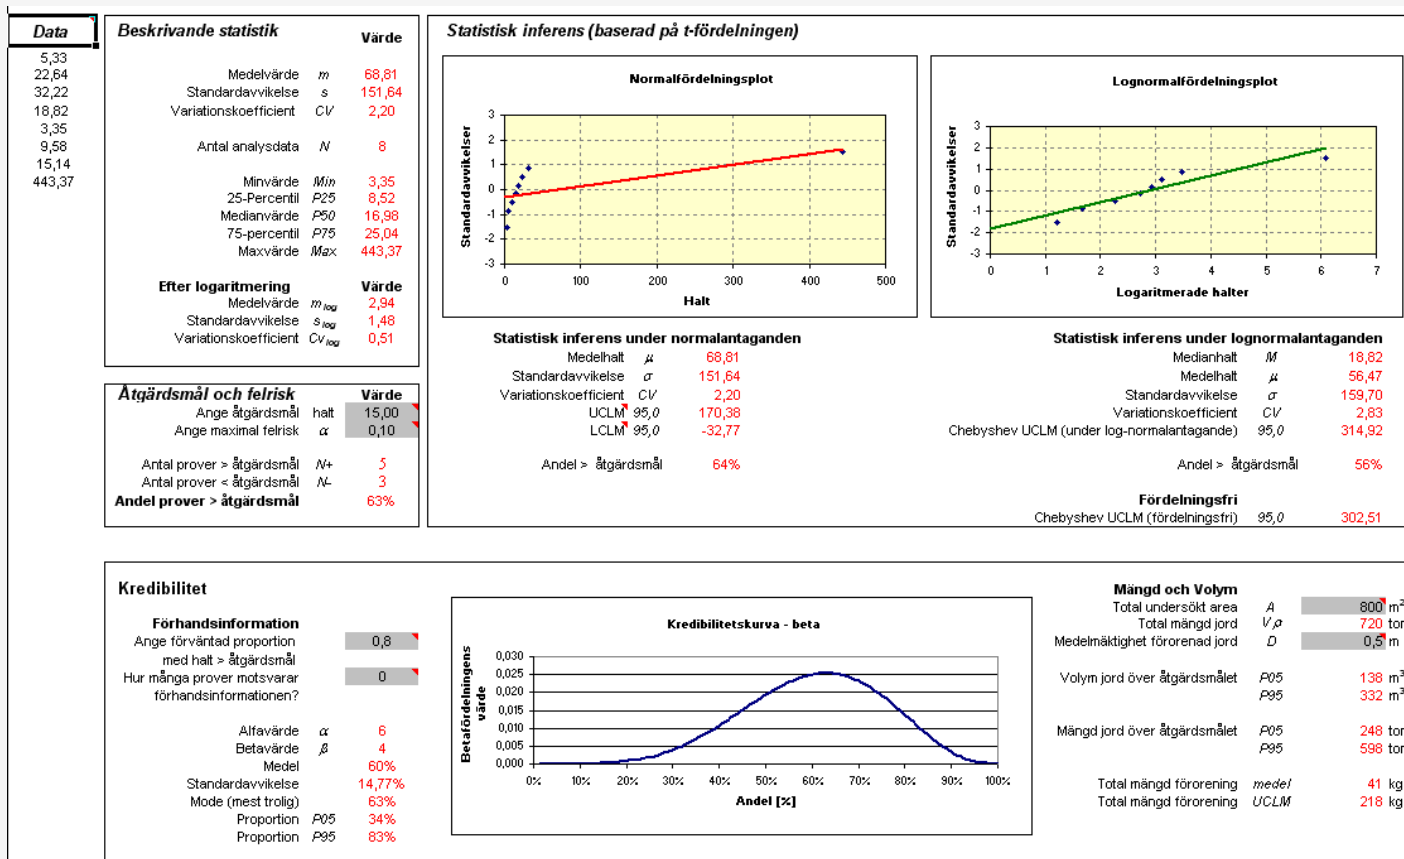 Data
5,33
22,64
32,22
18,82
3,35
9,58
15,14
443,37
Beskrivande statistik Värde
Medelvärde m 68,81
Standardavvikelse s 151,64
Variationskoefficient CV 2,20
Antal analysdata N 8
Minvärde Min 3,35
25-Percentil P25 8,52
Medianvärde P50 16,98
75-percentil P75 25,04
Maxvärde Max 443,37
Efter logaritmering Värde
Medelvärde m log 2,94
Standardavvikelse s log 1,48
Variationskoefficient Cv log 0,51
Åtgärdsmål och felrisk Värde
Ange åtgärdsmål halt 15,00
Ange maximal felrisk α 0,10
Antal prover > åtgärdsmål N+ 5
Antal prover < åtgärdsmål N- 3
Andel prover > åtgärdsmål 63%
Statistisk inferens (baserad på t-fördelningen)
Normalfördelningsplot
Standardavvikelser
3
2
1
0
-1
-2
-3
0 100 200 300 400 500
Halt
Lognormalfördelningsplot
Standardavvikelser
3
2
1
0
-1
-2
-3
0 1 2 3 4 5 6 7
Logaritmerade halter
Statistisk inferens under normalantaganden
Medelhalt μ 68,81
Standardavvikelse σ 151,64
Variationskoefficient CV 2,20
UCLM 95,0 170,38
LCLM 95,0 -32,77
Andel > åtgärdsmål 64%
Statistisk inferens under lognormalantaganden
Medianhalt M 18,82
Medelhalt μ 56,47
Standardavvikelse σ 159,70
Variationskoefficient CV 2,83
Chebyshev UCLM (under log-normalantagande) 95,0 314,92
Andel > åtgärdsmål 56%
Fördelningsfri
Chebyshev UCLM (fördelningsfri) 95,0 302,51
Kredibilitet
Förhandsinformation
Ange förväntad proportion 0,8
med halt > åtgärdsmål
Hur många prover motsvarar 0
förhandsinformationen?
Alfavärde α 6
Betavärde β 4
Medel 60%
Standardavvikelse 14,77%
Mode (mest trolig) 63%
Proportion P05 34%
Proportion P95 83%
Kredibilitetskurva - beta
Betafördelningens
värde
0,030
0,025
0,020
0,015
0,010
0,005
0,000
0% 10% 20% 30% 40% 50% 60% 70% 80% 90% 100%
Andel [%]
Mängd och Volym
Total undersökt area A 800 m²
Total mängd jord V,ρ 720 tor
Medelmäktighet förorenad jord D 0,5 m
Volym jord över åtgärdsmålet P05 138 m³
P95 332 m³
Mängd jord över åtgärdsmålet P05 248 tor
P95 598 tor
Total mängd förorening medel 41 kg
Total mängd förorening UCLM 218 kg